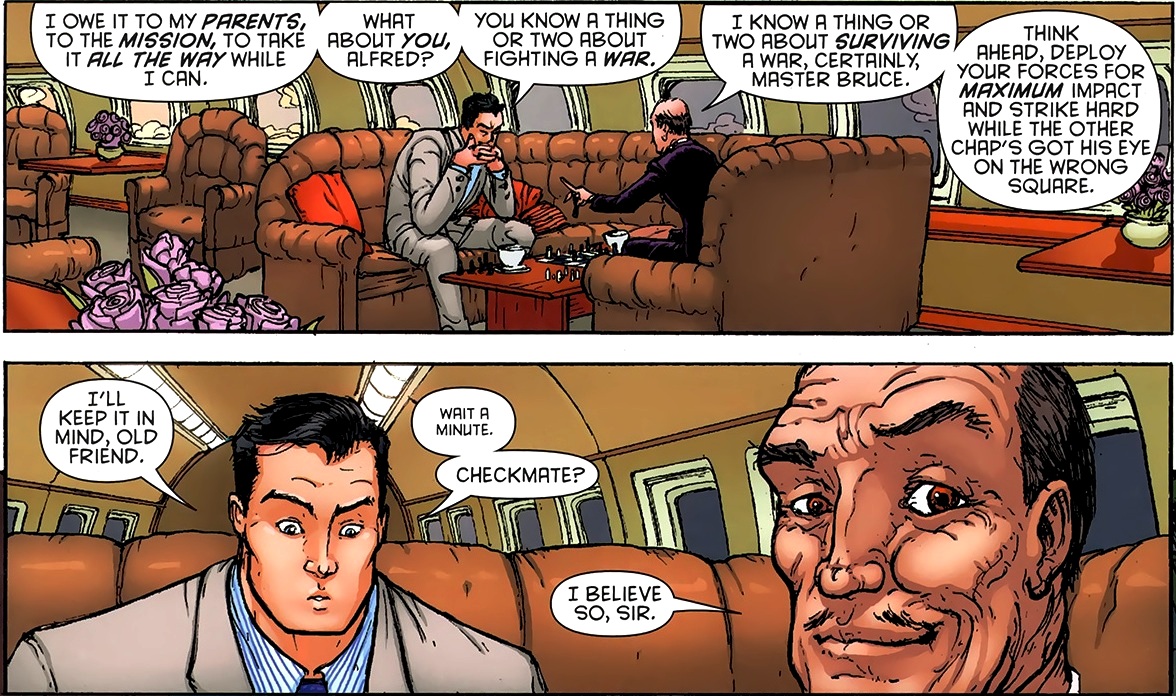 I OWE IT TO MY PARENTS,
TO THE MISSION, TO TAKE
IT ALL THE WAY WHILE
I CAN.
WHAT
ABOUT YOU,
ALFRED?
YOU KNOW A THING
OR TWO ABOUT
FIGHTING A WAR.
I KNOW A THING OR
TWO ABOUT SURVIVING
A WAR, CERTAINLY,
MASTER BRUCE.
THINK
AHEAD, DEPLOY
YOUR FORCES FOR
MAXIMUM IMPACT
AND STRIKE HARD
WHILE THE OTHER
CHAP'S GOT HIS EYE
ON THE WRONG
SQUARE.
I'LL
KEEP IT IN
MIND, OLD
FRIEND.
WAIT A
MINUTE.
CHECKMATE?
I BELIEVE
SO, SIR.